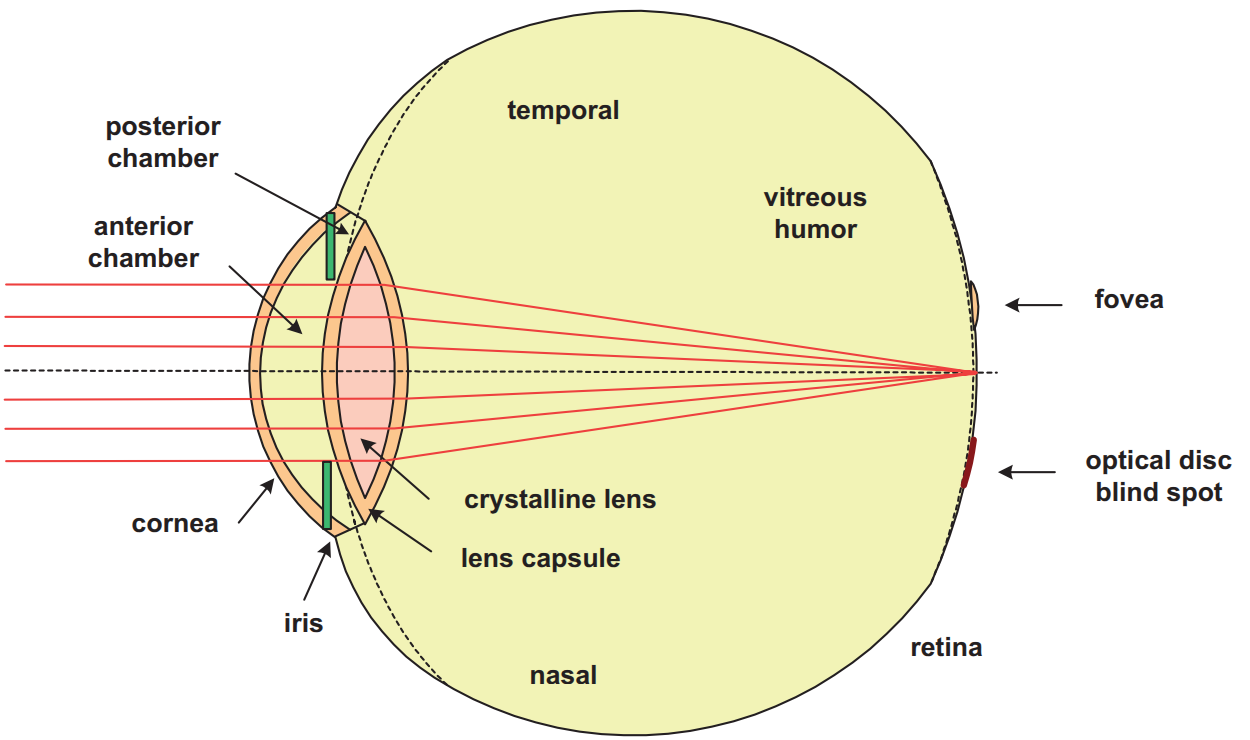 temporal
posterior
chamber
vitreous
humor
anterior
chamber
fovea
optical disc
blind spot
crystalline lens
cornea
lens capsule
iris
retina
nasal